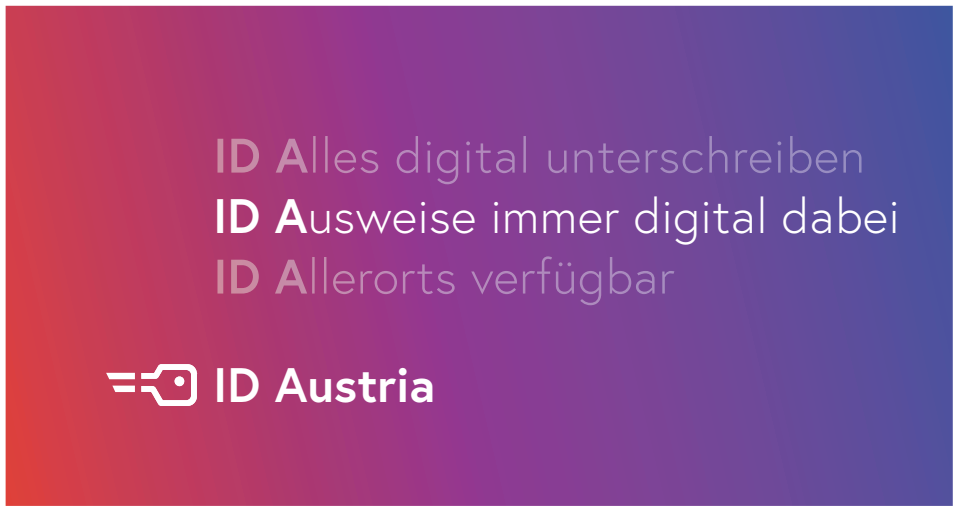 ID Alles digital unterschreiben
ID Ausweise immer digital dabei
ID Allerorts verfügbar
ID Austria